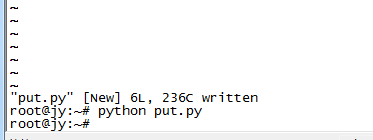 ~
~
~
~
~
~
"put.py" [New] 6L, 236C written
root@jy:~# python put.py
root@jy:~#